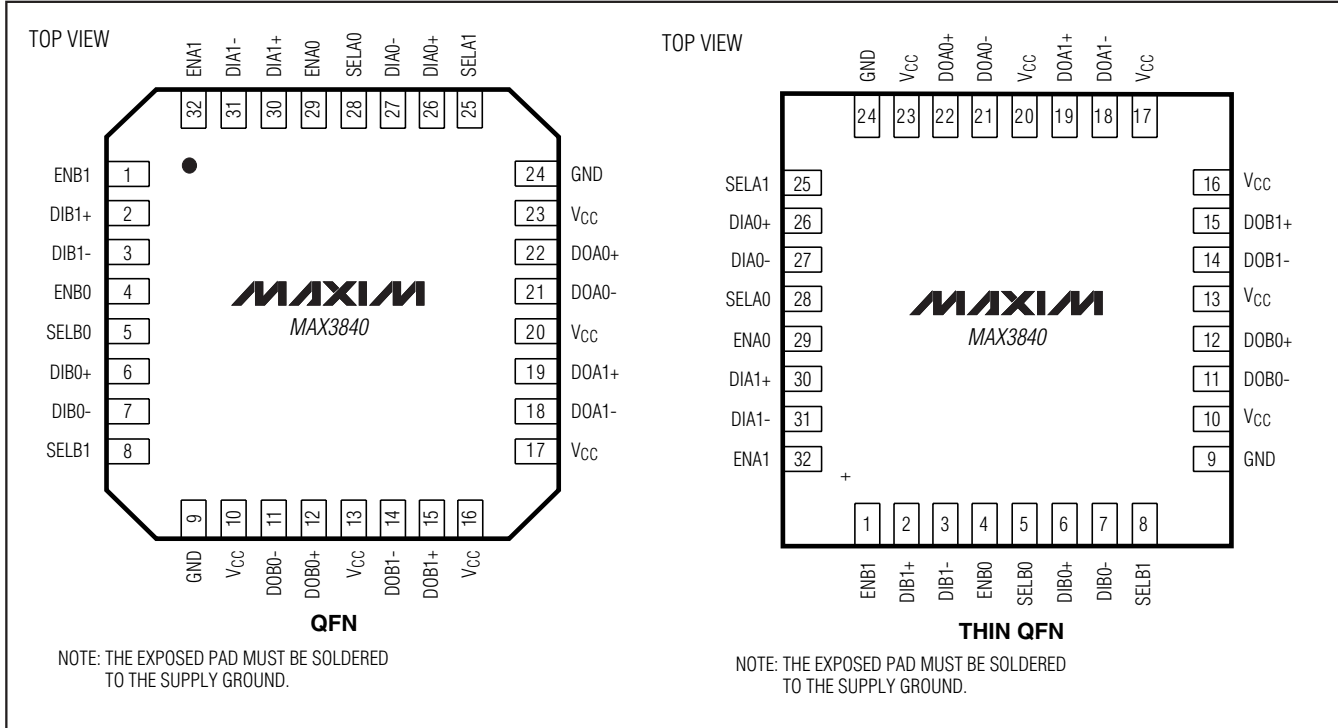 TOP VIEW
ENA1
DIA1-
DIA1+
ENA0
SELA0
DIA0-
DIA0+
SELA1
32
31
30
29
28
27
26
25
ENB1 1
DIB1+ 2
DIB1- 3
ENB0 4
SELB0 5
DIB0+ 6
DIB0- 7
SELB1 8
24 GND
23 VCC
22 DOA0+
21 DOA0-
20 VCC
19 DOA1+
18 DOA1-
17 VCC
MAXIM
MAX3840
9
10
11
12
13
14
15
16
GND
VCC
DOB0-
DOB0+
VCC
DOB1-
DOB1+
VCC
QFN
NOTE: THE EXPOSED PAD MUST BE SOLDERED
TO THE SUPPLY GROUND.
TOP VIEW
GND
VCC
DOA0+
DOA0-
VCC
DOA1+
DOA1-
VCC
24
23
22
21
20
19
18
17
SELA1 25
DIA0+ 26
DIA0- 27
SELA0 28
ENA0 29
DIA1+ 30
DIA1- 31
ENA1 32
16 VCC
15 DOB1+
14 DOB1-
13 VCC
12 DOB0+
11 DOB0-
10 VCC
9 GND
MAXIM
MAX3840
+
1
2
3
4
5
6
7
8
ENB1
DIB1+
DIB1-
ENB0
SELB0
DIB0+
DIB0-
SELB1
THIN QFN
NOTE: THE EXPOSED PAD MUST BE SOLDERED
TO THE SUPPLY GROUND.